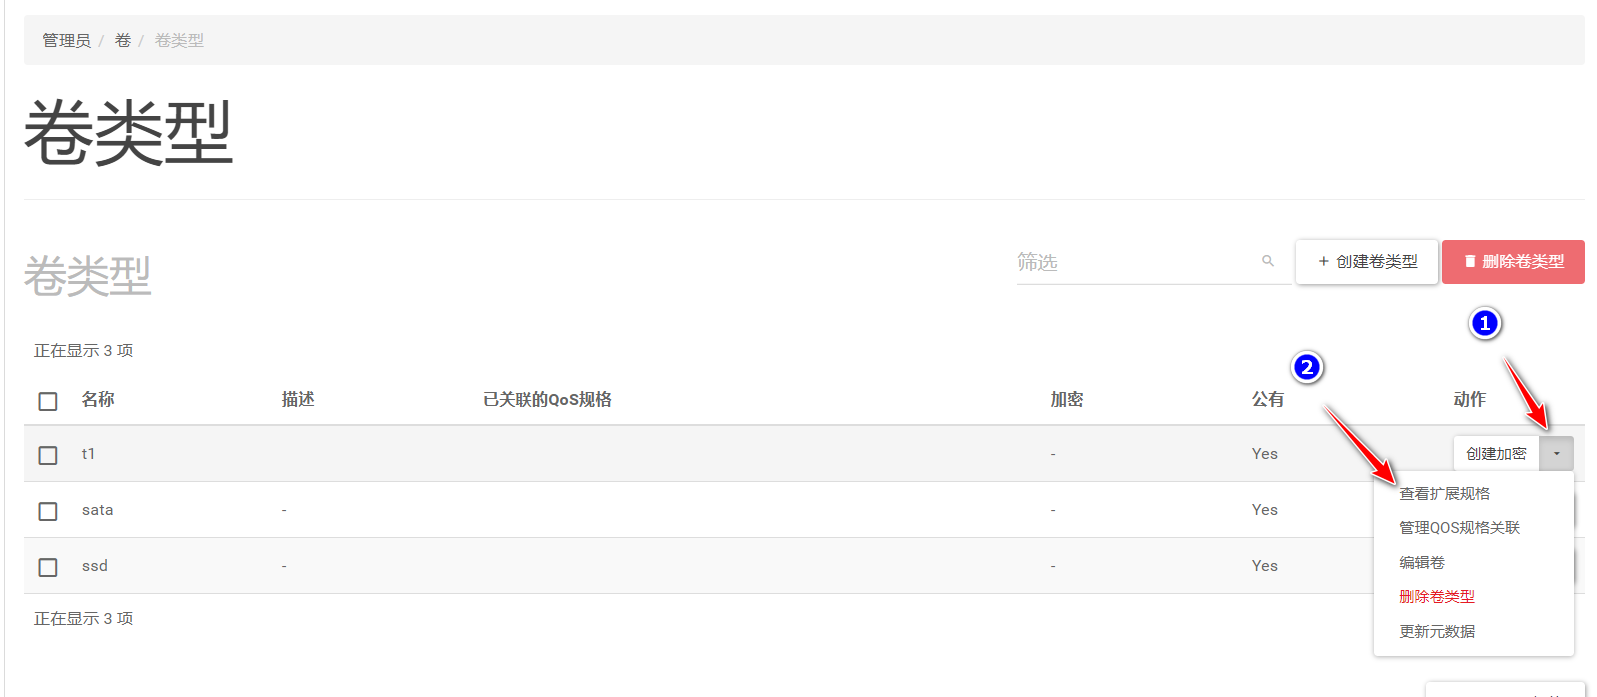 管理员 / 卷 / 卷类型
卷类型
卷类型
筛选
+ 创建卷类型
删除卷类型
正在显示 3 项
1
2
名称 描述 已关联的QoS规格 加密 公有 动作
t1 - Yes 创建加密
sata - - Yes
ssd - - Yes
查看扩展规格
管理QOS规格关联
编辑卷
删除卷类型
更新元数据
正在显示 3 项